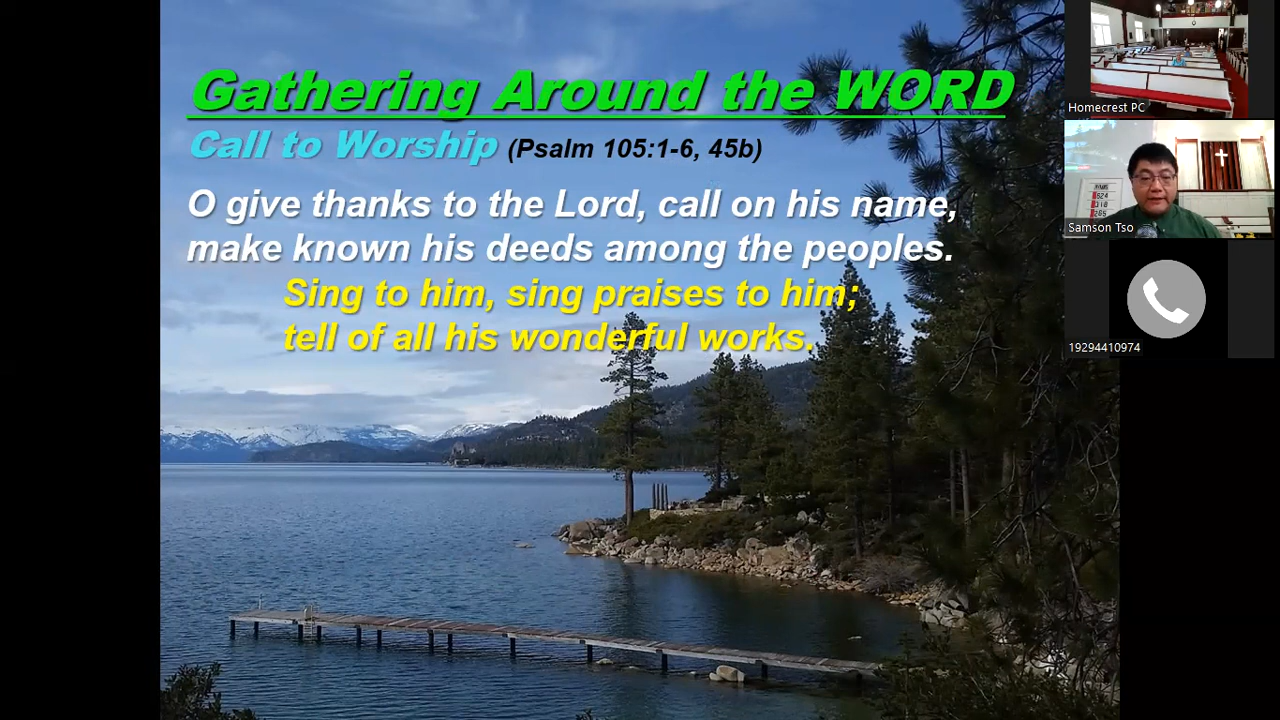 Gathering Around the WORD
Call to Worship (Psalm 105:1-6, 45b)
O give thanks to the Lord, call on his name,
make known his deeds among the peoples.
Sing to him, sing praises to him;
tell of all his wonderful works.
Homecrest PC
Samson Tso
19294410974